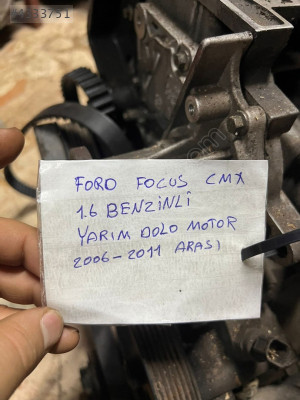 FORD FOCUS CMX
1.6 BENZİNLİ
YARIM DOLO MOTOR
2006-2011 ARASI